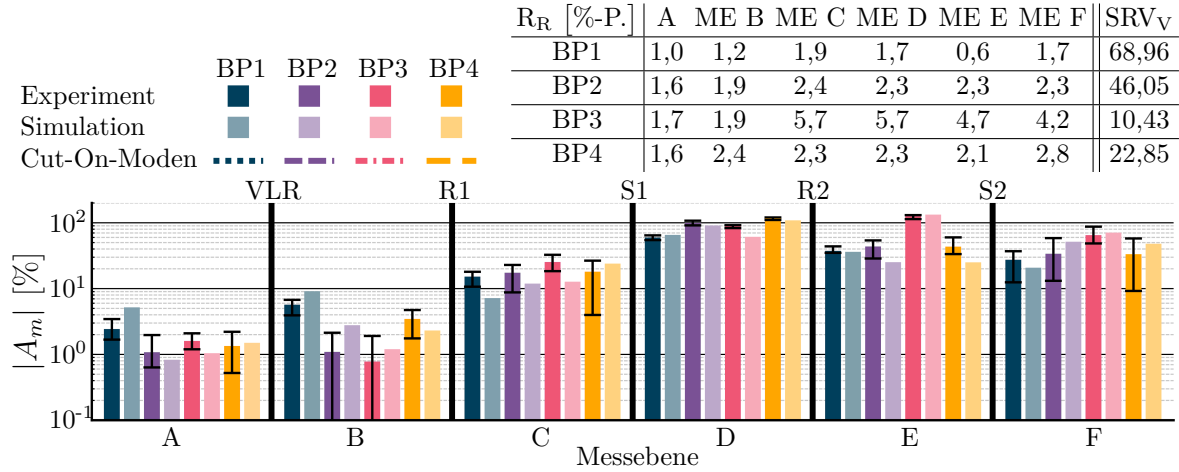 R_R [%-P.] A ME B ME C ME D ME E ME F SRV_V
BP1 1,0 1,2 1,9 1,7 0,6 1,7 68,96
BP2 1,6 1,9 2,4 2,3 2,3 2,3 46,05
BP3 1,7 1,9 5,7 5,7 4,7 4,2 10,43
BP4 1,6 2,4 2,3 2,3 2,1 2,8 22,85
BP1 BP2 BP3 BP4
Experiment
Simulation
Cut-On-Moden
VLR R1 S1 R2 S2
|A_m| [%]
10^2
10^1
10^0
10^-1
A B C D E F
Messebene